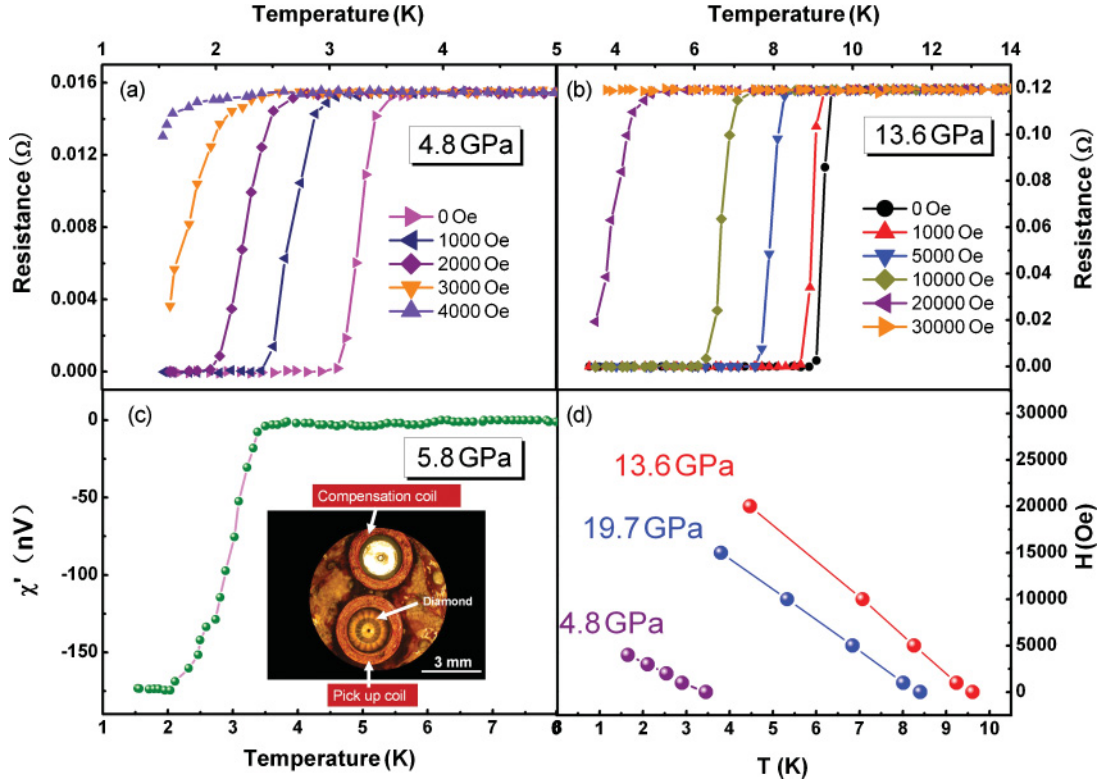 Temperature (K)
Temperature (K)
1 2 3 4 5
4 6 8 10 12 14
(a)
4.8 GPa
0.016
0.012
0.008
0.004
0.000
Resistance (Ω)
0 Oe
1000 Oe
2000 Oe
3000 Oe
4000 Oe
(b)
13.6 GPa
0.12
0.10
0.08
0.06
0.04
0.02
0.00
Resistance (Ω)
0 Oe
1000 Oe
5000 Oe
10000 Oe
20000 Oe
30000 Oe
(c)
5.8 GPa
0
-50
-100
-150
χ' (nV)
Compensation coil
Diamond
3 mm
Pick up coil
1 2 3 4 5 6 7
Temperature (K)
(d)
13.6 GPa
19.7 GPa
4.8 GPa
30000
25000
20000
15000
10000
5000
0
H (Oe)
1 2 3 4 5 6 7 8 9 10
T (K)